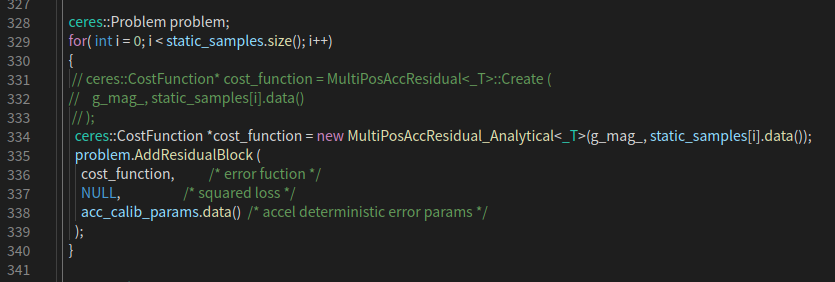 327
328 ceres::Problem problem;
329 for( int i = 0; i < static_samples.size(); i++)
330 {
331 // ceres::CostFunction* cost_function = MultiPosAccResidual<_T>::Create (
332 // g_mag_, static_samples[i].data()
333 // );
334 ceres::CostFunction *cost_function = new MultiPosAccResidual_Analytical<_T>(g_mag_, static_samples[i].data());
335 problem.AddResidualBlock (
336 cost_function, /* error fuction */
337 NULL, /* squared loss */
338 acc_calib_params.data() /* accel deterministic error params */
339 );
340 }
341